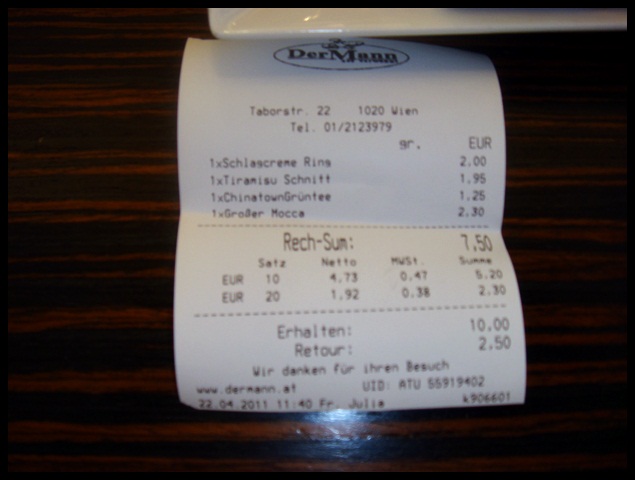 DerMann
Taborstr. 22 1020 Wien
Tel. 01/2123979
gr. EUR
1xSchlagcreme Ring 2.00
1xTiramisu Schnitt 1.95
1xChinatownGrüntee 1.25
1xGroßer Mocca 2.30
Rech-Sum: 7,50
Satz Netto MWSt. Summe
EUR 10 4,73 0,47 5,20
EUR 20 1,92 0,38 2,30
Erhalten: 10,00
Retour: 2,50
Wir danken für ihren Besuch
www.dermann.at UID: ATU 55919402
22.04.2011 11:40 Fr. Julia k906601